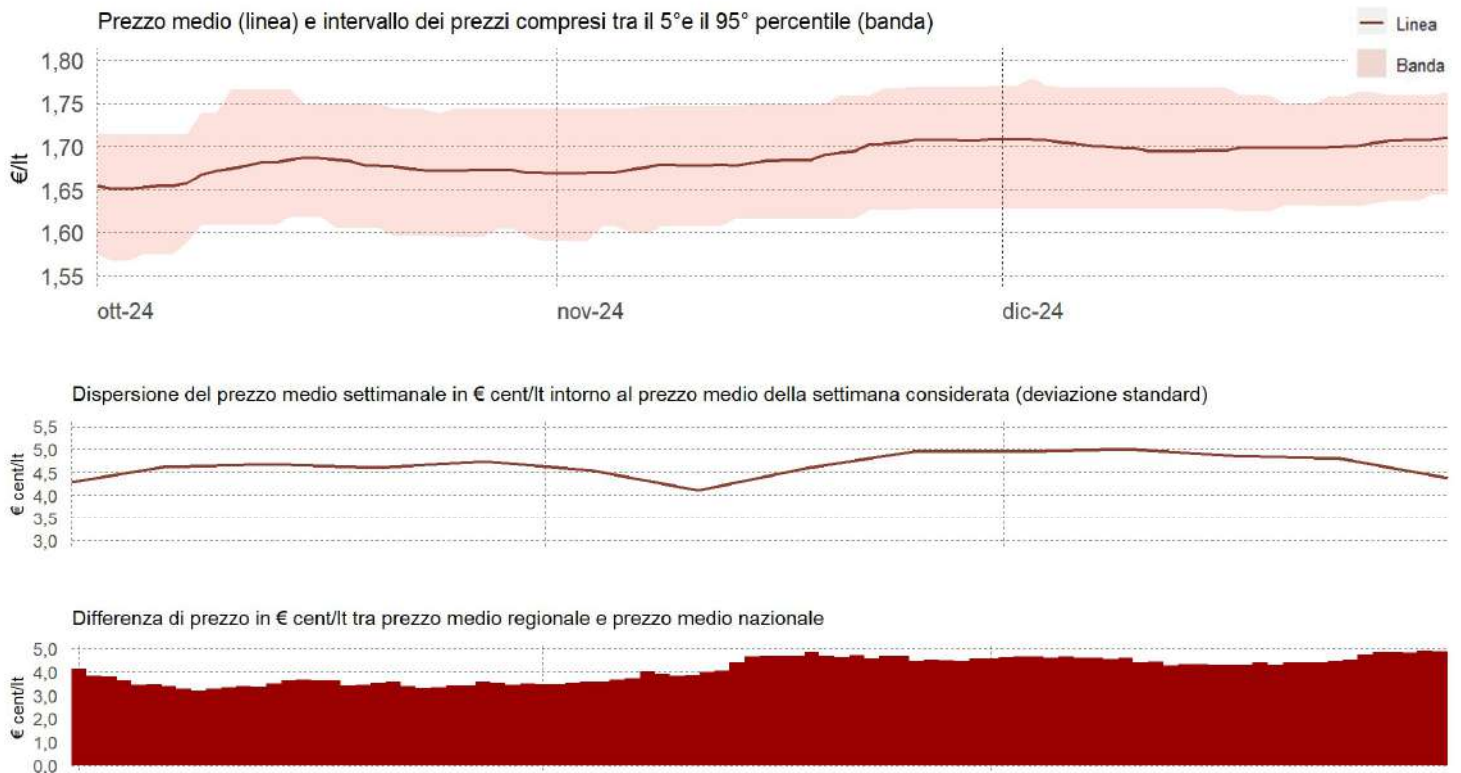 Prezzo medio (linea) e intervallo dei prezzi compresi tra il 5°e il 95° percentile (banda)
Linea
Banda
€/lt
1,80
1,75
1,70
1,65
1,60
1,55
ott-24 nov-24 dic-24
Dispersione del prezzo medio settimanale in € cent/lt intorno al prezzo medio della settimana considerata (deviazione standard)
€ cent/lt
5,5
5,0
4,5
4,0
3,5
3,0
Differenza di prezzo in € cent/lt tra prezzo medio regionale e prezzo medio nazionale
€ cent/lt
5,0
4,0
3,0
2,0
1,0
0,0